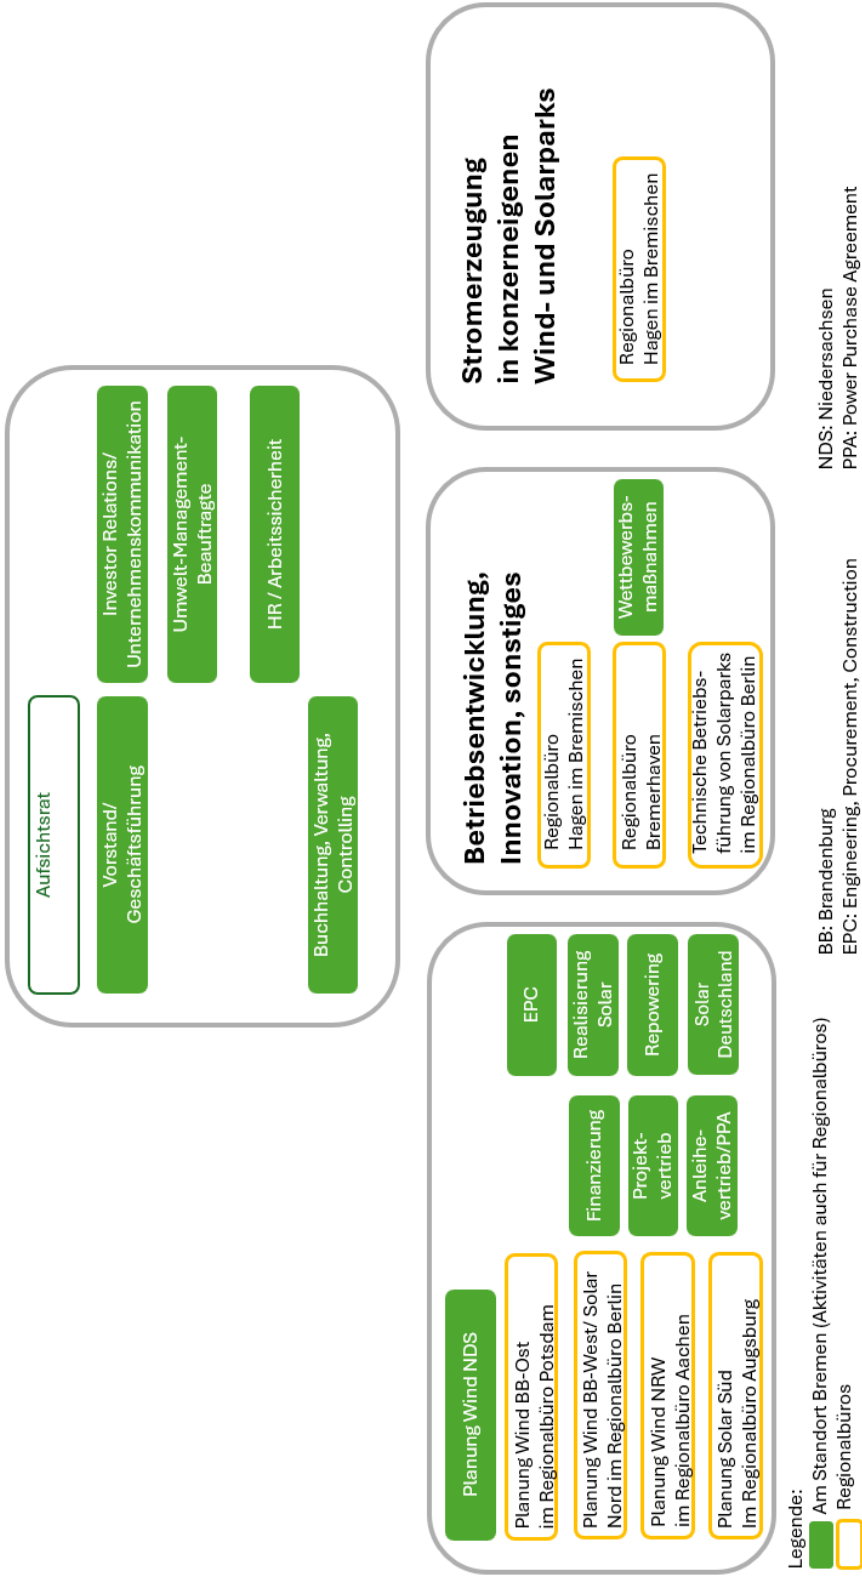 Aufsichtsrat
Vorstand/
Geschäftsführung
Investor Relations/
Unternehmenskommunikation
Umwelt-Management-
Beauftragte
HR / Arbeitssicherheit
Buchhaltung, Verwaltung,
Controlling
Planung Wind NDS
Planung Wind BB-Ost
im Regionalbüro Potsdam
Planung Wind BB-West/ Solar
Nord im Regionalbüro Berlin
Planung Wind NRW
im Regionalbüro Aachen
Planung Solar Süd
Im Regionalbüro Augsburg
Finanzierung
Projekt-
vertrieb
Anleihe-
vertrieb/PPA
EPC
Realisierung
Solar
Repowering
Solar
Deutschland
Betriebsentwicklung,
Innovation, sonstiges
Regionalbüro
Hagen im Bremischen
Regionalbüro
Bremerhaven
Technische Betriebs-
führung von Solarparks
im Regionalbüro Berlin
Wettbewerbs-
maßnahmen
Stromerzeugung
in konzerneigenen
Wind- und Solarparks
Regionalbüro
Hagen im Bremischen
Legende:
Am Standort Bremen (Aktivitäten auch für Regionalbüros)
Regionalbüros
BB: Brandenburg
EPC: Engineering, Procurement, Construction
NDS: Niedersachsen
PPA: Power Purchase Agreement